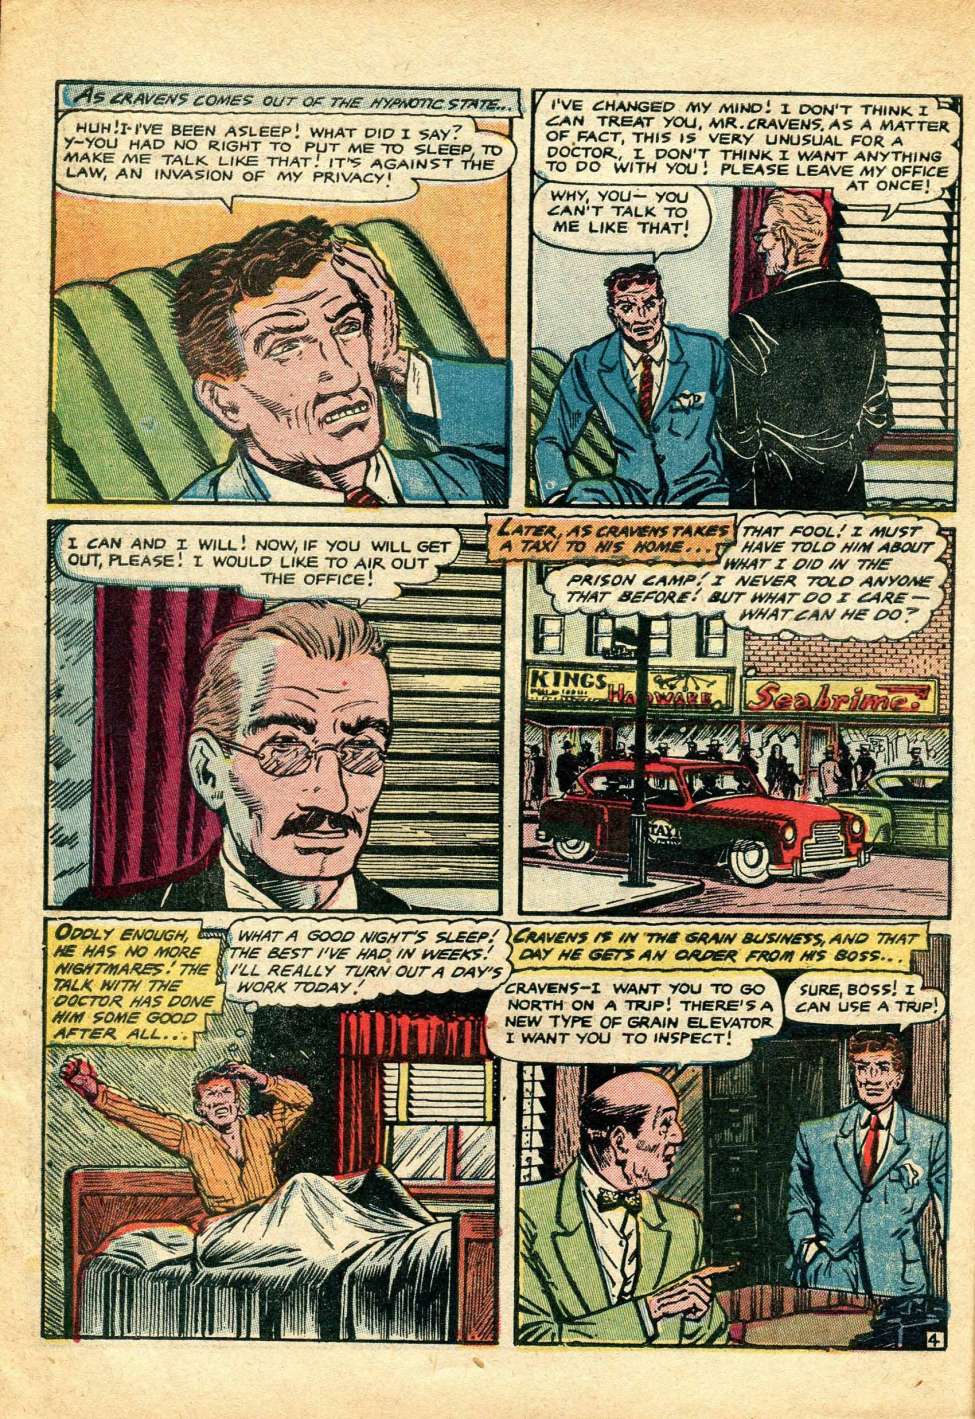 AS CRAVENS COMES OUT OF THE HYPNOTIC STATE...
HUH! I-I'VE BEEN ASLEEP! WHAT DID I SAY?
Y-YOU HAD NO RIGHT TO PUT ME TO SLEEP, TO
MAKE ME TALK LIKE THAT! IT'S AGAINST THE
LAW, AN INVASION OF MY PRIVACY!
I'VE CHANGED MY MIND! I DON'T THINK I
CAN TREAT YOU, MR. CRAVENS. AS A MATTER
OF FACT, THIS IS VERY UNUSUAL FOR A
DOCTOR, I DON'T THINK I WANT ANYTHING
TO DO WITH YOU! PLEASE LEAVE MY OFFICE
AT ONCE!
WHY, YOU- YOU
CAN'T TALK TO
ME LIKE THAT!
I CAN AND I WILL! NOW, IF YOU WILL GET
OUT, PLEASE! I WOULD LIKE TO AIR OUT
THE OFFICE!
LATER, AS CRAVENS TAKES
A TAXI TO HIS HOME...
THAT FOOL! I MUST
HAVE TOLD HIM ABOUT
WHAT I DID IN THE
PRISON CAMP! I NEVER TOLD ANYONE
THAT BEFORE! BUT WHAT DO I CARE—
WHAT CAN HE DO?
KINGS
HARDWARE
Seabrime.
TAXI
ODDLY ENOUGH,
HE HAS NO MORE
NIGHTMARES! THE
TALK WITH THE
DOCTOR HAS DONE
HIM SOME GOOD
AFTER ALL...
WHAT A GOOD NIGHT'S SLEEP!
THE BEST I'VE HAD IN WEEKS!
I'LL REALLY TURN OUT A DAY'S
WORK TODAY!
CRAVENS IS IN THE GRAIN BUSINESS, AND THAT
DAY HE GETS AN ORDER FROM HIS BOSS...
CRAVENS—I WANT YOU TO GO
NORTH ON A TRIP! THERE'S A
NEW TYPE OF GRAIN ELEVATOR
I WANT YOU TO INSPECT!
SURE, BOSS! I
CAN USE A TRIP!
4